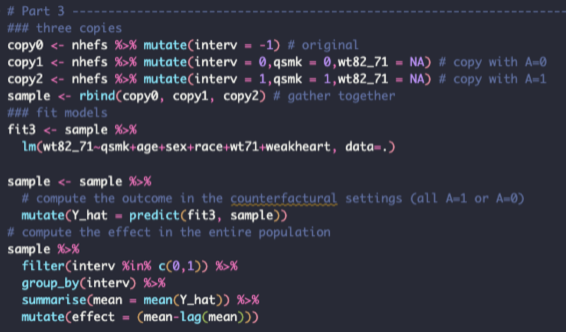 # Part 3 -----------------------------------------------------------------
### three copies
copy0 <- nhefs %>% mutate(interv = -1) # original
copy1 <- nhefs %>% mutate(interv = 0,qsmk = 0,wt82_71 = NA) # copy with A=0
copy2 <- nhefs %>% mutate(interv = 1,qsmk = 1,wt82_71 = NA) # copy with A=1
sample <- rbind(copy0, copy1, copy2) # gather together
### fit models
fit3 <- sample %>%
  lm(wt82_71~qsmk+age+sex+race+wt71+weakheart, data=.)
sample <- sample %>%
  # compute the outcome in the counterfactural settings (all A=1 or A=0)
  mutate(Y_hat = predict(fit3, sample))
# compute the effect in the entire population
sample %>%
  filter(interv %in% c(0,1)) %>%
  group_by(interv) %>%
  summarise(mean = mean(Y_hat)) %>%
  mutate(effect = (mean-lag(mean)))